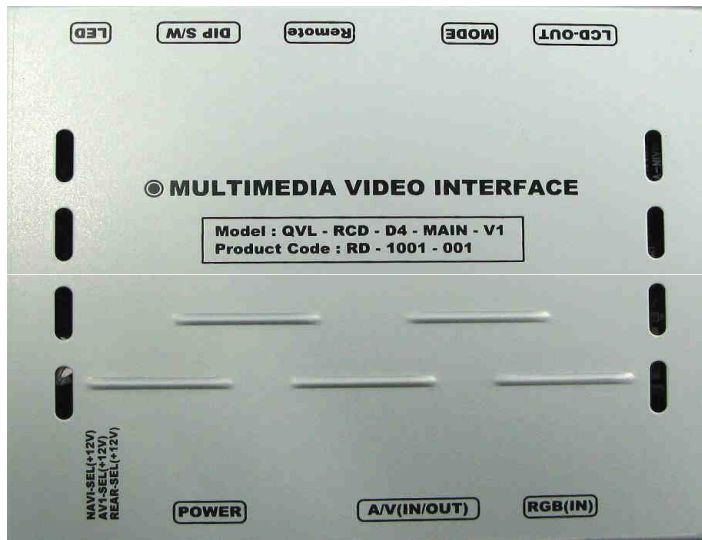 LED
DIP S/W
Remote
MODE
LCD-OUT
MULTIMEDIA VIDEO INTERFACE
Model : QVL - RCD - D4 - MAIN - V1
Product Code : RD - 1001 - 001
NAVI-SEL(+12V)
AV1-SEL(+12V)
REAR-SEL(+12V)
POWER
A/V(IN/OUT)
RGB(IN)